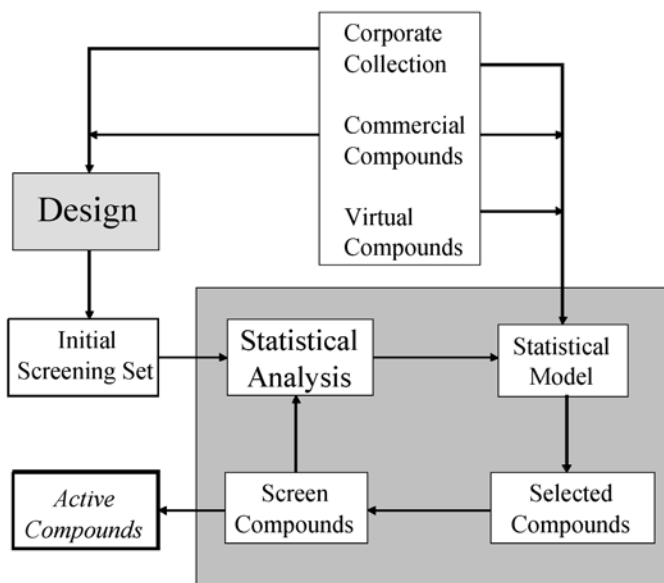 Corporate
Collection
Commercial
Compounds
Virtual
Compounds
Design
Initial
Screening Set
Statistical
Analysis
Statistical
Model
Active
Compounds
Screen
Compounds
Selected
Compounds